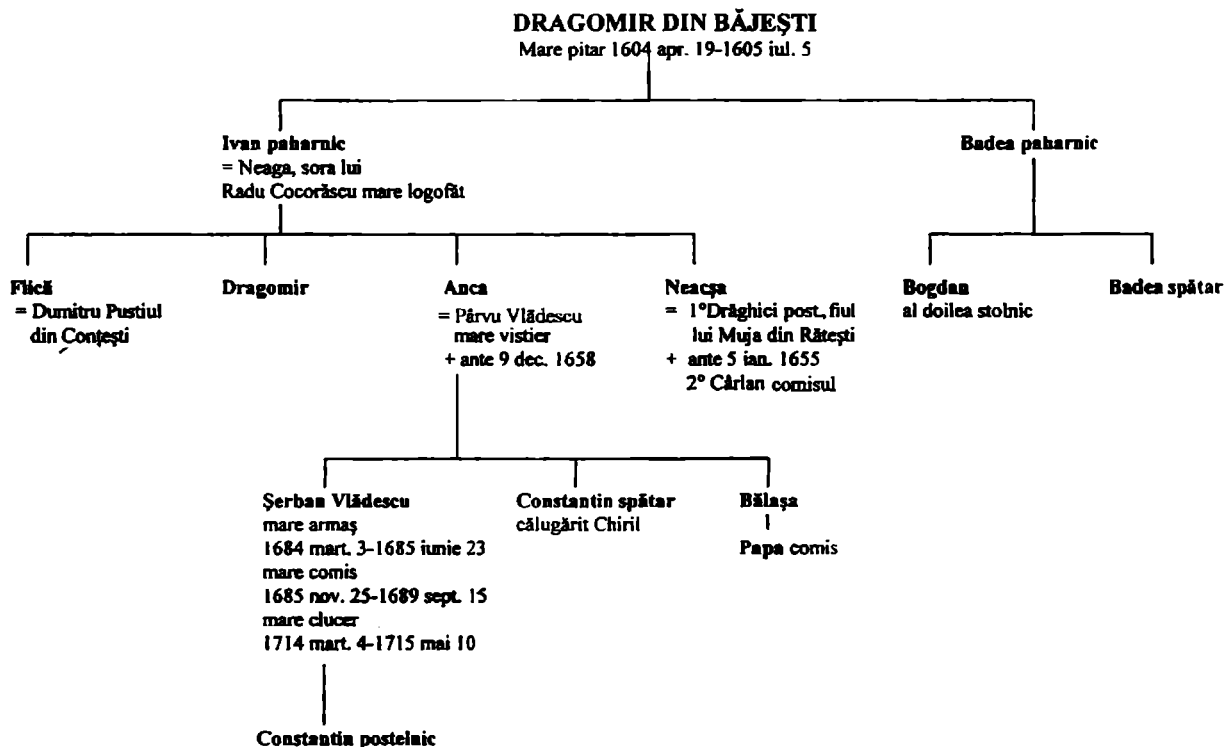 DRAGOMIR DIN BĂJEȘTI
Mare pitar 1604 apr. 19-1605 iul. 5
Ivan paharnic
= Neaga, sora lui
Radu Cocorăscu mare logofăt
Badea paharnic
Flică
= Dumitru Pustiul
din Conțești
Dragomir
Anca
= Pârvu Vlădescu
mare vistier
+ ante 9 dec. 1658
Neacșa
= 1° Drăghici post., fiul
lui Muja din Rătești
+ ante 5 ian. 1655
2° Cârlan comisul
Bogdan
al doilea stolnic
Badea spătar
Șerban Vlădescu
mare armaș
1684 mart. 3-1685 iunie 23
mare comis
1685 nov. 25-1689 sept. 15
mare clucer
1714 mart. 4-1715 mai 10
Constantin spătar
călugărit Chiril
Bălașa
Papa comis
Constantin postelnic